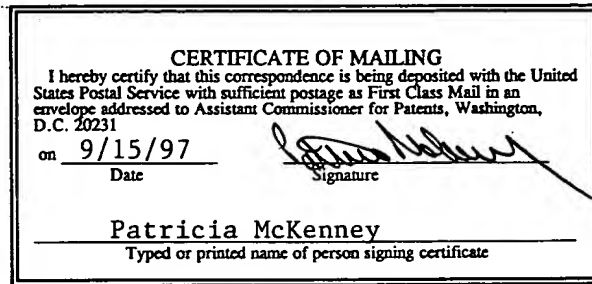 CERTIFICATE OF MAILING
I hereby certify that this correspondence is being deposited with the United
States Postal Service with sufficient postage as First Class Mail in an
envelope addressed to Assistant Commissioner for Patents, Washington,
D.C. 20231
on 9/15/97
Date Signature
Patricia McKenney
Typed or printed name of person signing certificate